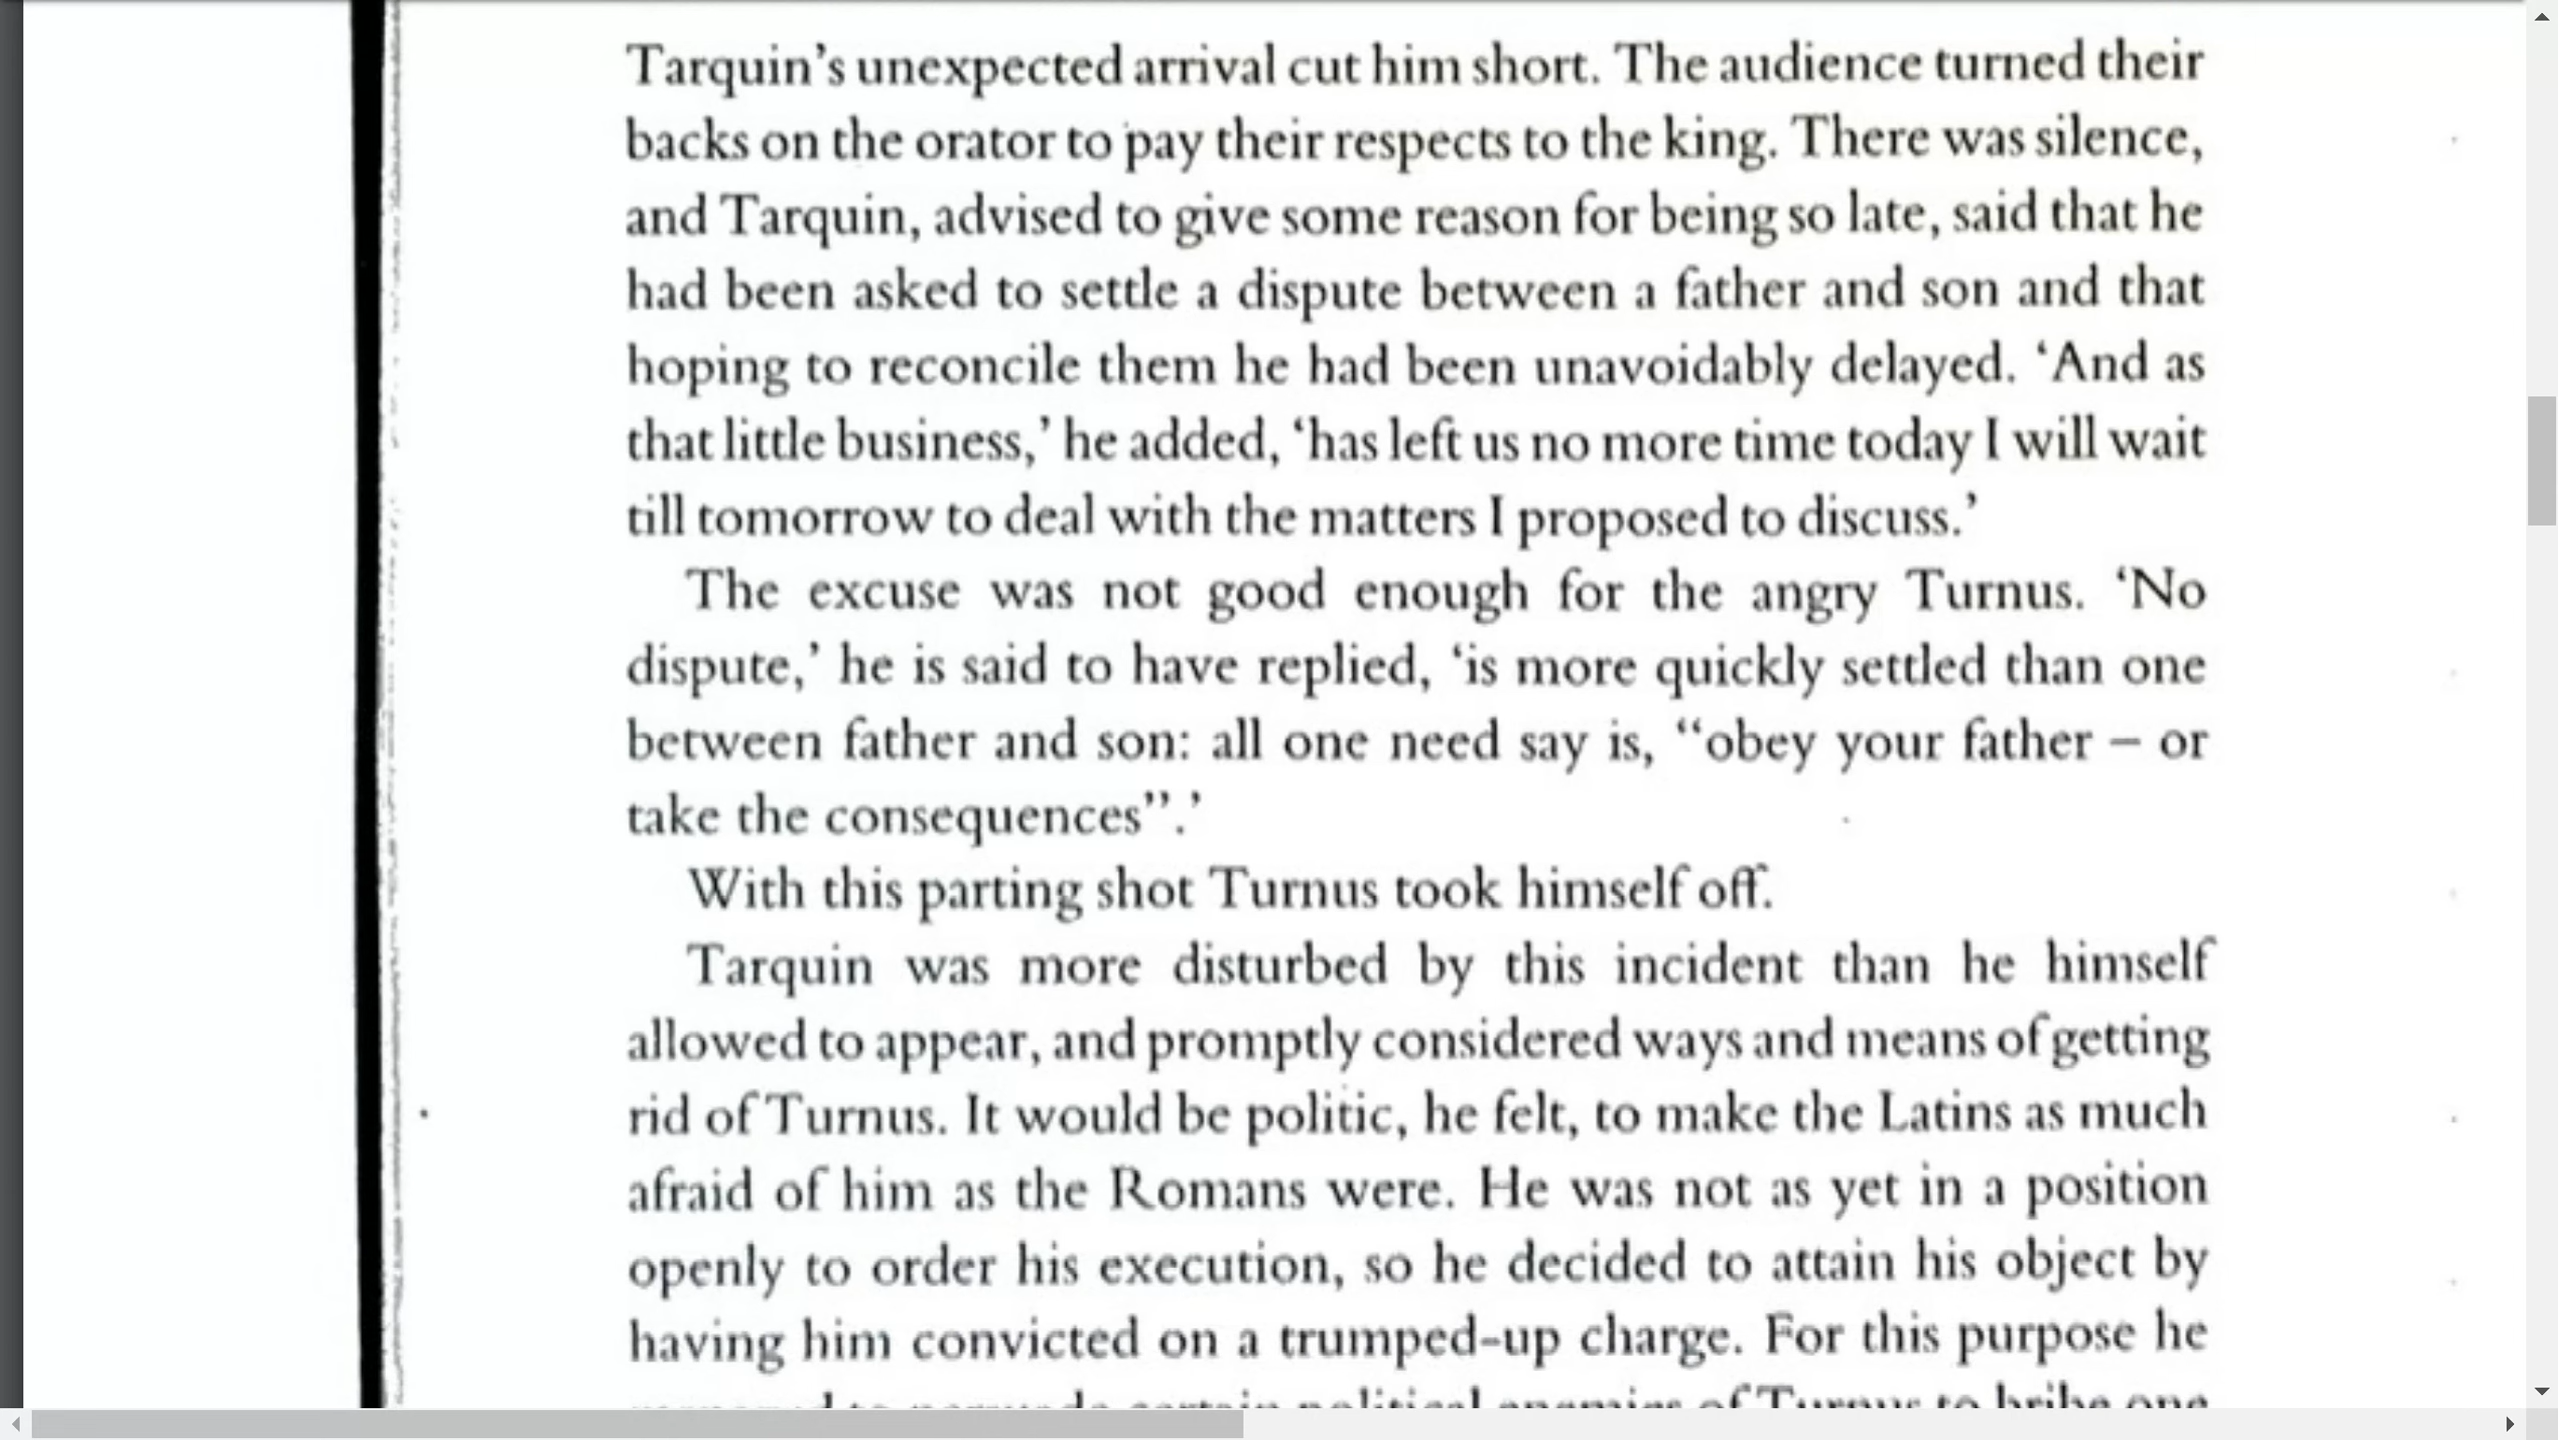 Tarquin’s unexpected arrival cut him short. The audience turned their
backs on the orator to pay their respects to the king. There was silence,
and Tarquin, advised to give some reason for being so late, said that he
had been asked to settle a dispute between a father and son and that
hoping to reconcile them he had been unavoidably delayed. ‘And as
that little business,’ he added, ‘has left us no more time today I will wait
till tomorrow to deal with the matters I proposed to discuss.’
The excuse was not good enough for the angry Turnus. ‘No
dispute,’ he is said to have replied, ‘is more quickly settled than one
between father and son: all one need say is, “obey your father – or
take the consequences”.’
With this parting shot Turnus took himself off.
Tarquin was more disturbed by this incident than he himself
allowed to appear, and promptly considered ways and means of getting
rid of Turnus. It would be politic, he felt, to make the Latins as much
afraid of him as the Romans were. He was not as yet in a position
openly to order his execution, so he decided to attain his object by
having him convicted on a trumped-up charge. For this purpose he
to persuade certain political enemies of Turnus to bribe one